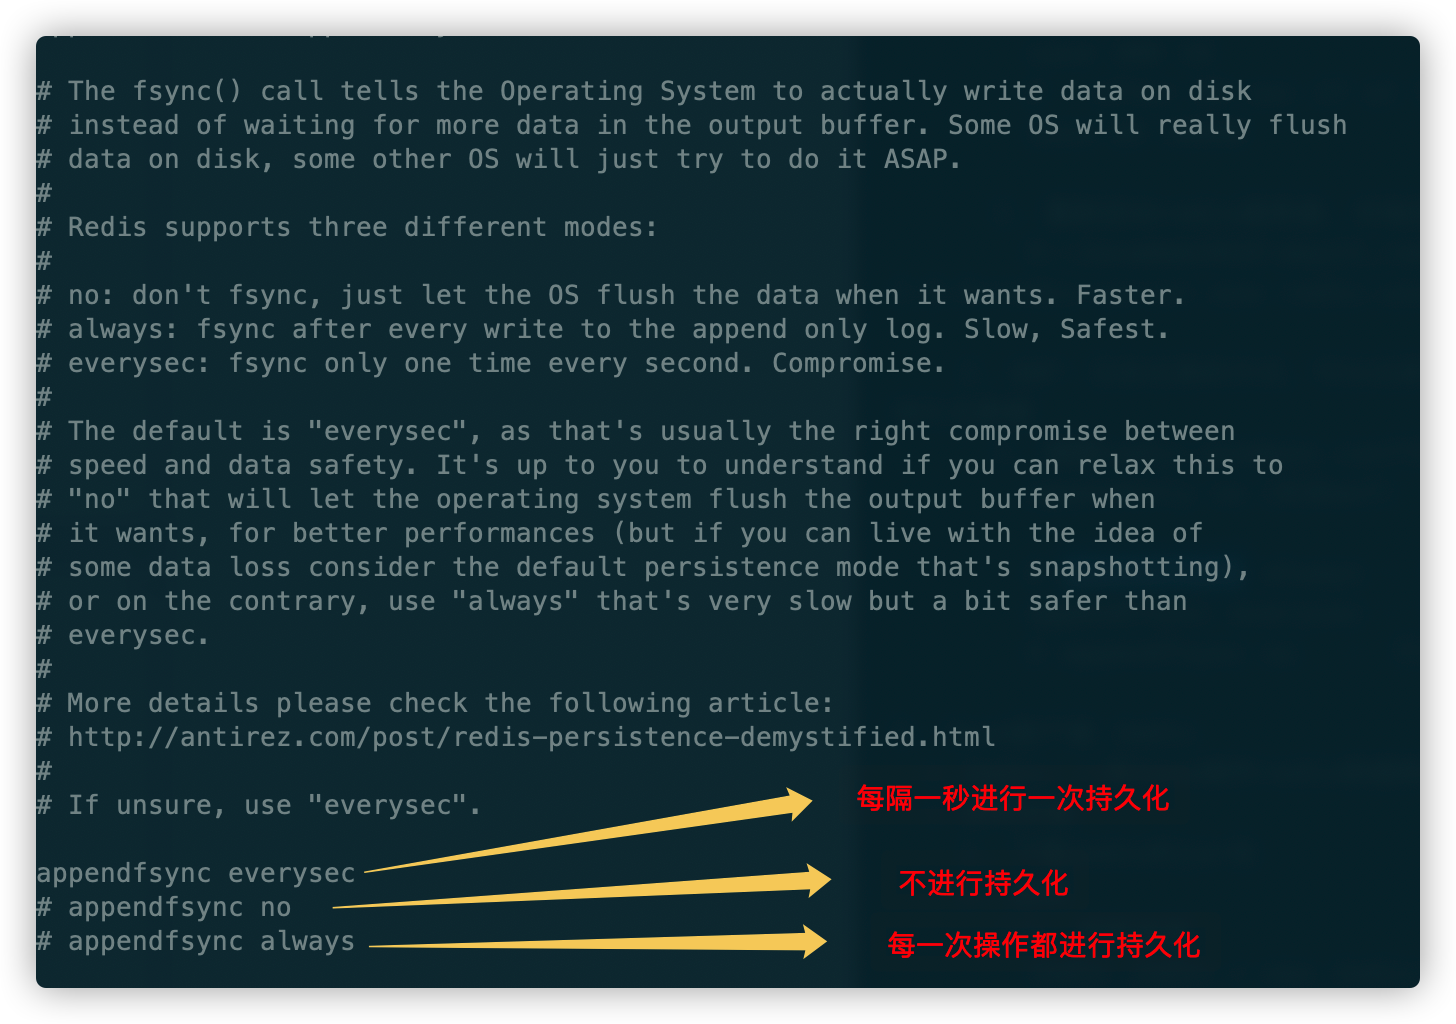 # The fsync() call tells the Operating System to actually write data on disk
# instead of waiting for more data in the output buffer. Some OS will really flush
# data on disk, some other OS will just try to do it ASAP.
#
# Redis supports three different modes:
#
# no: don't fsync, just let the OS flush the data when it wants. Faster.
# always: fsync after every write to the append only log. Slow, Safest.
# everysec: fsync only one time every second. Compromise.
#
# The default is "everysec", as that's usually the right compromise between
# speed and data safety. It's up to you to understand if you can relax this to
# "no" that will let the operating system flush the output buffer when
# it wants, for better performances (but if you can live with the idea of
# some data loss consider the default persistence mode that's snapshotting),
# or on the contrary, use "always" that's very slow but a bit safer than
# everysec.
#
# More details please check the following article:
# http://antirez.com/post/redis-persistence-demystified.html
#
# If unsure, use "everysec".
每隔一秒进行一次持久化
appendfsync everysec
不进行持久化
# appendfsync no
每一次操作都进行持久化
# appendfsync always